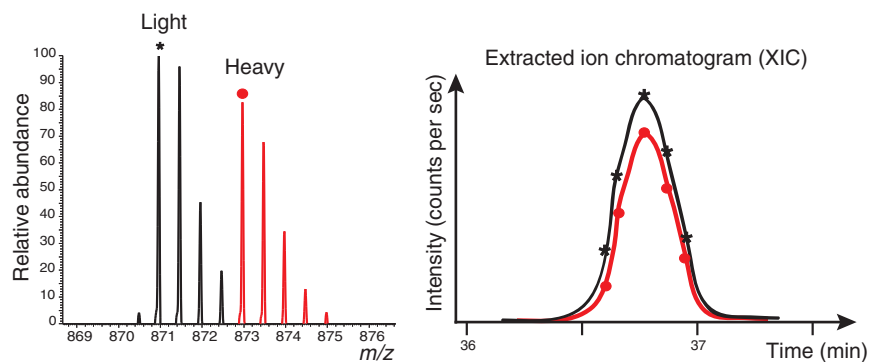 Light
*
Heavy
Relative abundance
100
90
80
70
60
50
40
30
20
10
0
869 870 871 872 873 874 875 876
m/z
Extracted ion chromatogram (XIC)
Intensity (counts per sec)
36 37
Time (min)